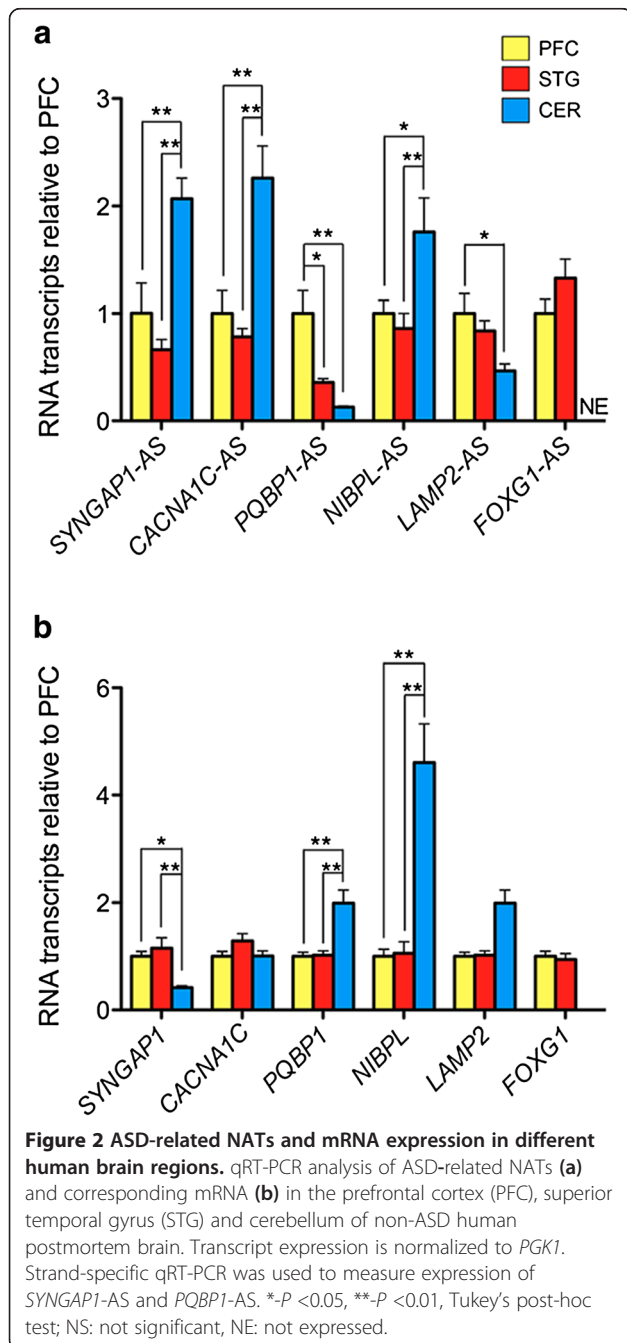 a
PFC
STG
CER
RNA transcripts relative to PFC
3
2
1
0
** ** ** ** * ** * ** *
NE
SYNGAP1-AS
CACNA1C-AS
PQBP1-AS
NIBPL-AS
LAMP2-AS
FOXG1-AS
b
RNA transcripts relative to PFC
6
4
2
0
* ** ** ** ** **
SYNGAP1
CACNA1C
PQBP1
NIBPL
LAMP2
FOXG1
Figure 2 ASD-related NATs and mRNA expression in different
human brain regions. qRT-PCR analysis of ASD-related NATs (a)
and corresponding mRNA (b) in the prefrontal cortex (PFC), superior
temporal gyrus (STG) and cerebellum of non-ASD human
postmortem brain. Transcript expression is normalized to PGK1.
Strand-specific qRT-PCR was used to measure expression of
SYNGAP1-AS and PQBP1-AS. *-P <0.05, **-P <0.01, Tukey's post-hoc
test; NS: not significant, NE: not expressed.